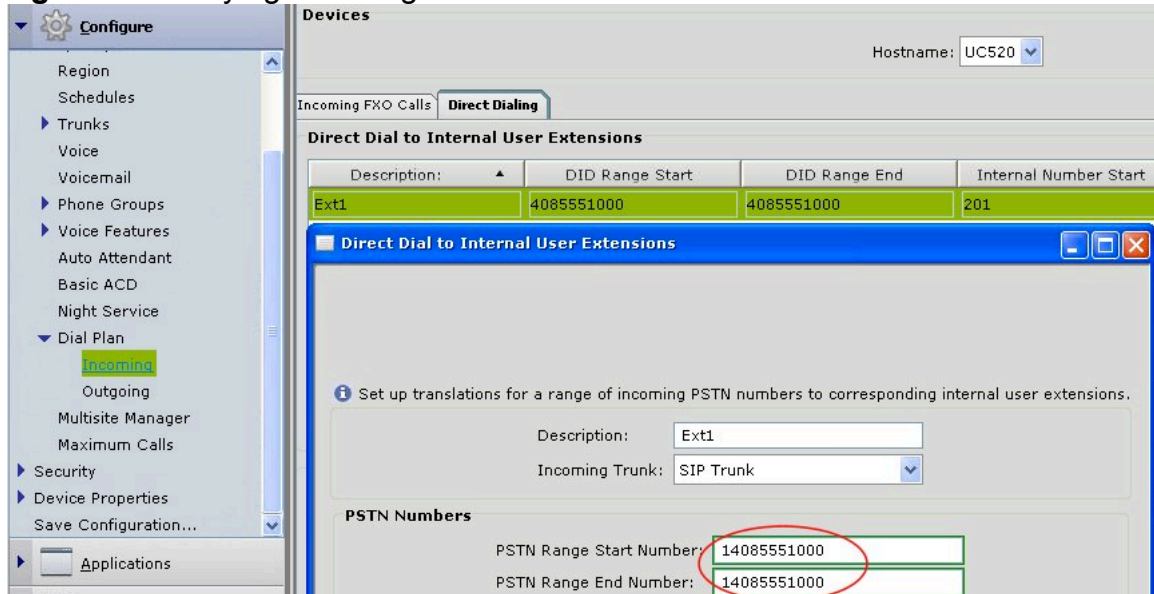 Devices
Configure
Hostname: UC520
Region
Schedules
Trunks
Voice
Voicemail
Phone Groups
Voice Features
Auto Attendant
Basic ACD
Night Service
Dial Plan
Incoming
Outgoing
Multisite Manager
Maximum Calls
Security
Device Properties
Save Configuration...
Applications
Incoming FXO Calls Direct Dialing
Direct Dial to Internal User Extensions
Description: DID Range Start DID Range End Internal Number Start
Ext1 4085551000 4085551000 201
Direct Dial to Internal User Extensions
Set up translations for a range of incoming PSTN numbers to corresponding internal user extensions.
Description: Ext1
Incoming Trunk: SIP Trunk
PSTN Numbers
PSTN Range Start Number: 14085551000
PSTN Range End Number: 14085551000